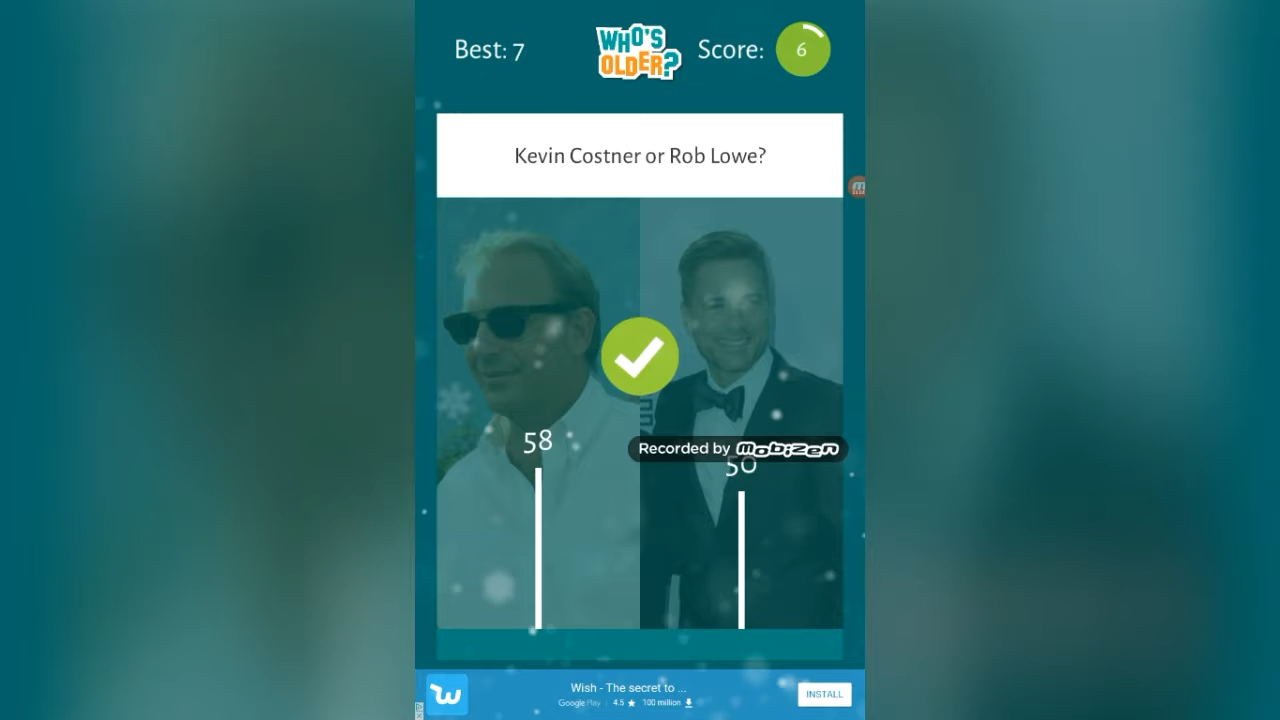 Best: 7
WHO'S
OLDER?
Score:
6
Kevin Costner or Rob Lowe?
58
Recorded by Mobizen
50
Wish - The secret to ...
Google Play | 4.5 ★ 100 million
INSTALL